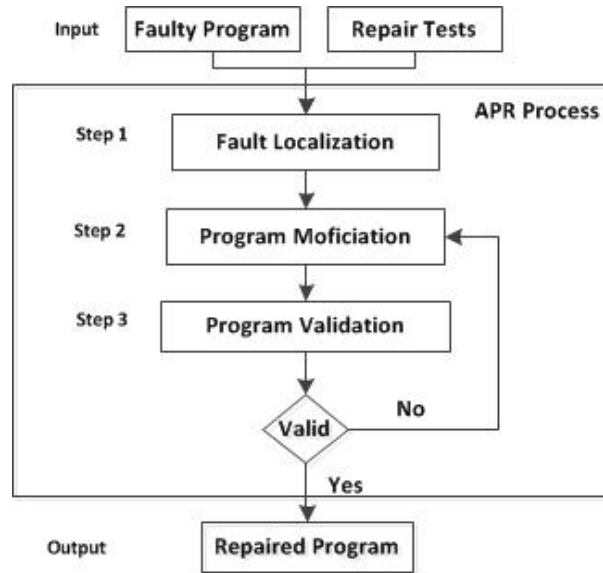 Input
Faulty Program
Repair Tests
APR Process
Step 1
Fault Localization
Step 2
Program Mofication
Step 3
Program Validation
Valid
No
Yes
Output
Repaired Program